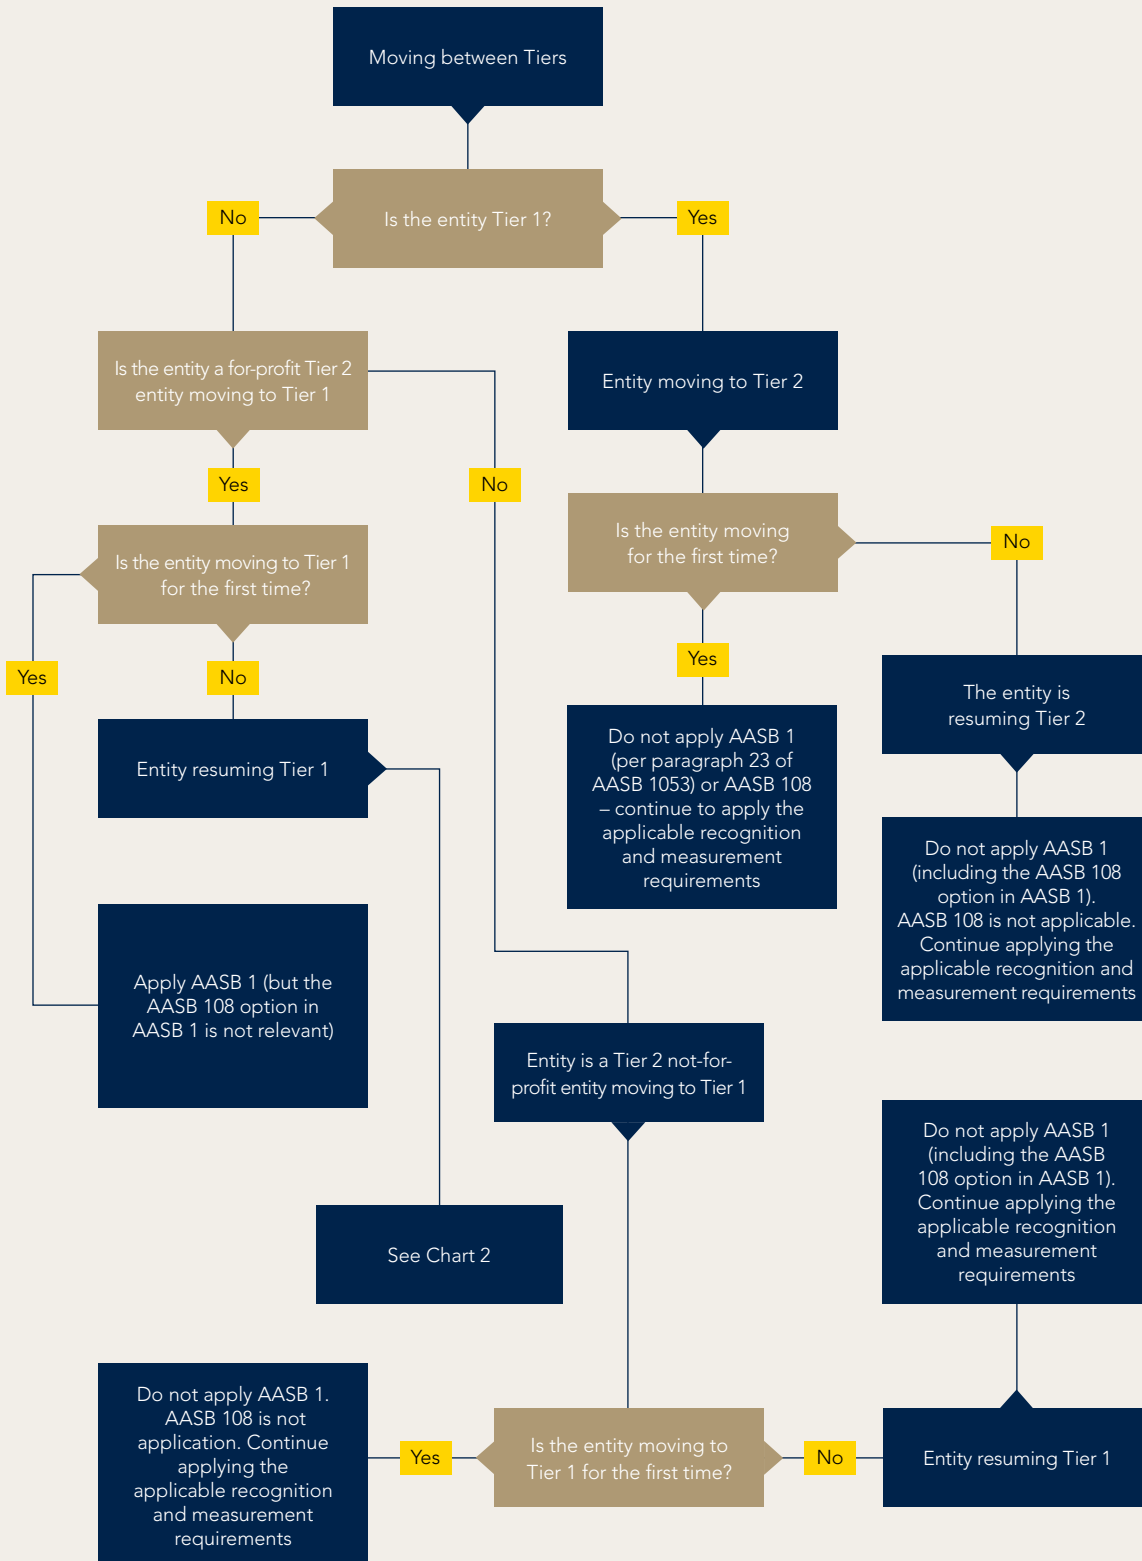 Moving between Tiers
Is the entity Tier 1?
No
Yes
Is the entity a for-profit Tier 2
entity moving to Tier 1
Entity moving to Tier 2
Yes
No
Is the entity moving
for the first time?
No
Is the entity moving to Tier 1
for the first time?
Yes
No
Yes
The entity is
resuming Tier 2
Entity resuming Tier 1
Do not apply AASB 1
(per paragraph 23 of
AASB 1053) or AASB 108
– continue to apply the
applicable recognition
and measurement
requirements
Do not apply AASB 1
(including the AASB 108
option in AASB 1).
AASB 108 is not applicable.
Continue applying the
applicable recognition and
measurement requirements
Apply AASB 1 (but the
AASB 108 option in
AASB 1 is not relevant)
Entity is a Tier 2 not-for-
profit entity moving to Tier 1
Do not apply AASB 1
(including the AASB
108 option in AASB 1).
Continue applying the
applicable recognition
and measurement
requirements
See Chart 2
Do not apply AASB 1.
AASB 108 is not
application. Continue
applying the
applicable recognition
and measurement
requirements
Yes
Is the entity moving to
Tier 1 for the first time?
No
Entity resuming Tier 1